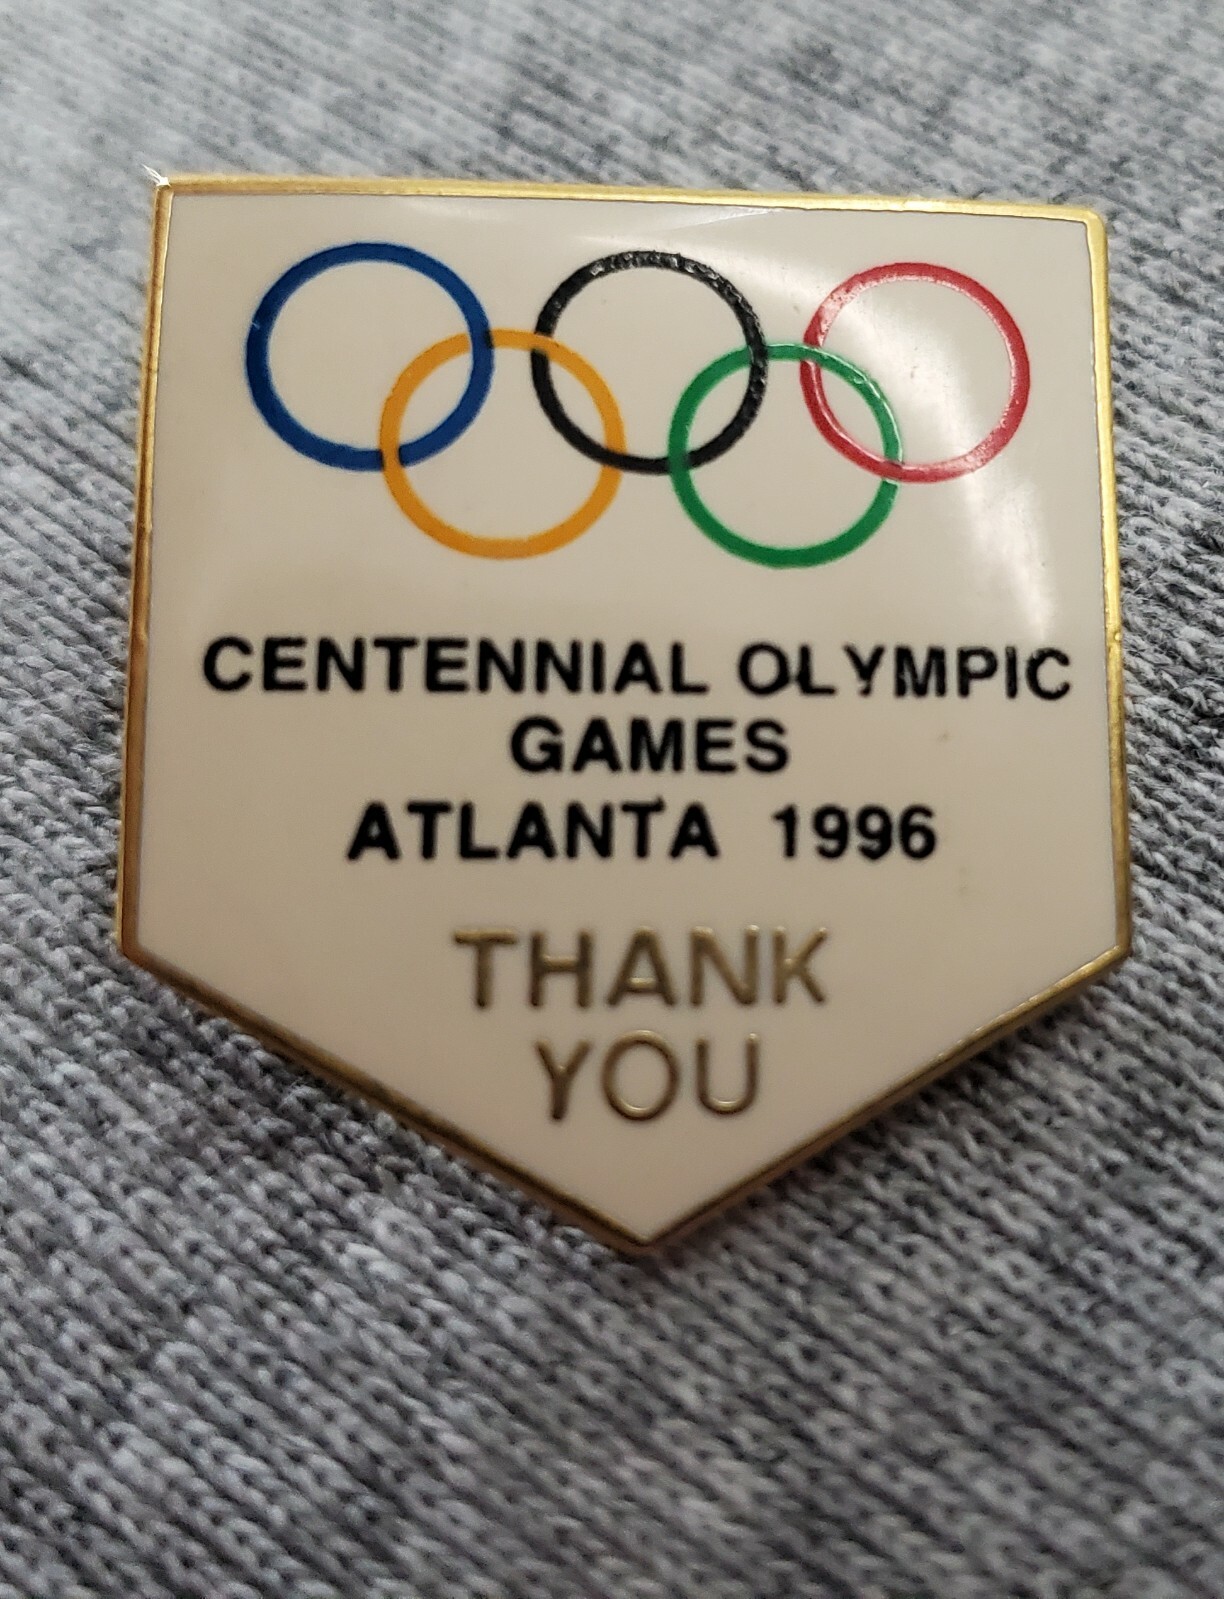 CENTENNIAL OLYMPIC
GAMES
ATLANTA 1996
THANK
YOU